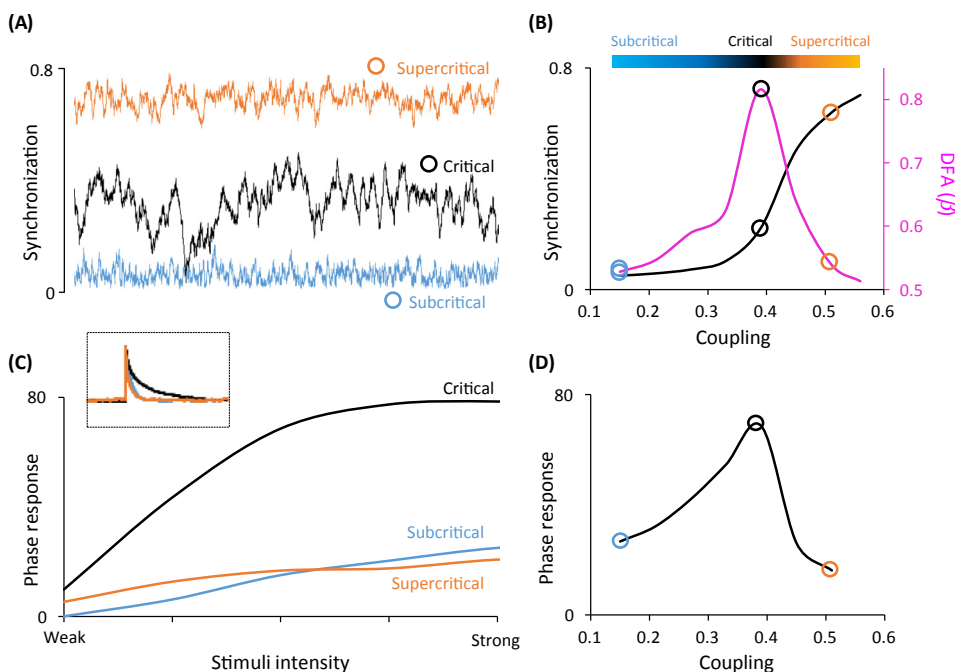 (A)
0.8
Supercritical
Critical
Subcritical
0
Synchronization
(B)
Subcritical Critical Supercritical
0.8
0
Synchronization
0.8
0.7
0.6
0.5
DFA (β)
0.1 0.2 0.3 0.4 0.5 0.6
Coupling
(C)
80
Critical
Subcritical
Supercritical
0
Phase response
Weak Strong
Stimuli intensity
(D)
80
0
Phase response
0.1 0.2 0.3 0.4 0.5 0.6
Coupling